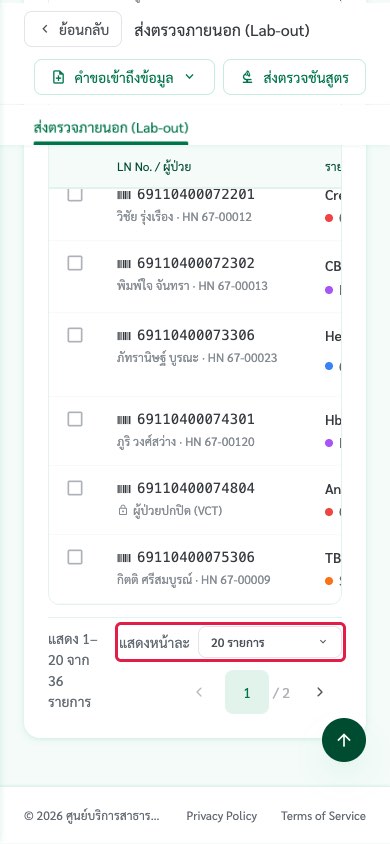 ย้อนกลับ ส่งตรวจภายนอก (Lab-out)
คำขอเข้าถึงข้อมูล ส่งตรวจชันสูตร
ส่งตรวจภายนอก (Lab-out)
LN No. / ผู้ป่วย
69110400072201 Cre
วิชัย รุ่งเรือง · HN 67-00012
69110400072302 CB
พิมพ์ใจ จันทรา · HN 67-00013
69110400073306 He
ภัทรานิษฐ์ บูรณะ · HN 67-00023
69110400074301 Hb
ภูริ วงศ์สว่าง · HN 67-00120
69110400074804 An
ผู้ป่วยปกปิด (VCT)
69110400075306 TB
กิตติ ศรีสมบูรณ์ · HN 67-00009
แสดง 1–
20 จาก
36
รายการ
แสดงหน้าละ 20 รายการ
1 / 2
© 2026 ศูนย์บริการสาธาร... Privacy Policy Terms of Service